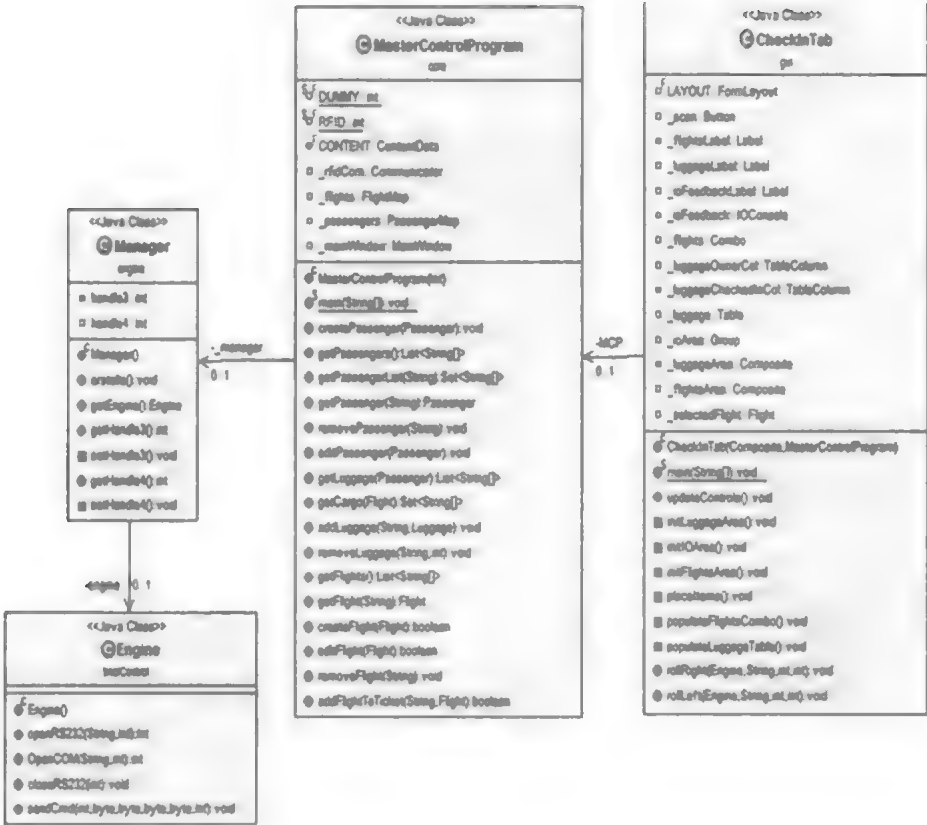 <<Java Class>>
MasterControlProgram
core
DUMMY int
RFID int
CONTENT ContentData
_rfidCom Communicator
_flights FlightMap
_passengers PassengerMap
_mainWindow MainWindow
MasterControlProgram(int)
main(String[]) void
createPassenger(Passenger) void
getPassengers() List<String[]>
getPassengerList(String) Set<String[]>
getPassenger(String) Passenger
removePassenger(String) void
addPassenger(Passenger) void
getLuggage(Passenger) List<String[]>
getCargo(Flight) Set<String[]>
addLuggage(String,Luggage) void
removeLuggage(String,int) void
getFlights() List<String[]>
getFlight(String) Flight
createFlight(Flight) boolean
editFlight(Flight) boolean
removeFlight(String) void
addFlightToTicket(String,Flight) boolean
<<Java Class>>
CheckInTab
gui
LAYOUT FormLayout
_scan Button
_flightsLabel Label
_luggageLabel Label
_ioFeedbackLabel Label
_ioFeedback IOConsole
_flights Combo
_luggageOwnerCol TableColumn
_luggageCheckedInCol TableColumn
_luggage Table
_ioArea Group
_luggageArea Composite
_flightsArea Composite
_selectedFlight Flight
CheckInTab(Composite,MasterControlProgram)
main(String[]) void
updateControls() void
initLuggageArea() void
initIOArea() void
initFlightsArea() void
placeItems() void
populateFlightsCombo() void
populateLuggageTable() void
rollRight(Engine,String,int,int) void
rollLeft(Engine,String,int,int) void
<<Java Class>>
Manager
engine
handle3 int
handle4 int
Manager()
void
getEngine() Engine
getHandle3() int
setHandle3() void
getHandle4() int
setHandle4() void
-_manager
0 1
-MCP
0 1
-engine 0 1
<<Java Class>>
Engine
Engine()
openRS232(String,int) int
OpenCOM(String,int) int
closeRS232(int) void
sendCmd(int,byte,byte,byte,byte,int) void